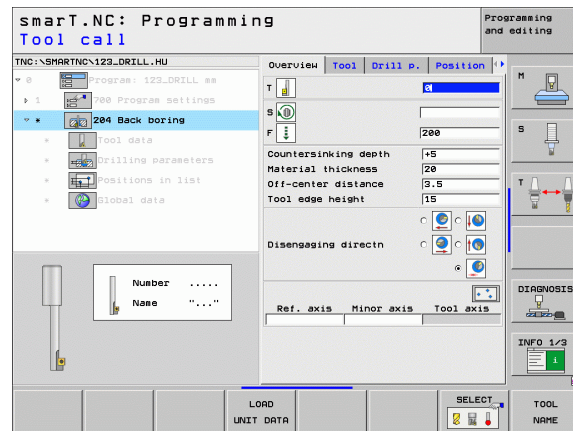 smarT.NC: Programming
Tool call
Programming
and editing
TNC:\SMARTNC\123_DRILL.HU
0 Program: 123_DRILL mm
1 700 Program settings
* 204 Back boring
* Tool data
* Drilling parameters
* Positions in list
* Global data
Number .....
Name "..."
Overview Tool Drill p. Position
T 0
S
F 200
Countersinking depth +5
Material thickness 20
Off-center distance 3.5
Tool edge height 15
Disengaging directn
Ref. axis Minor axis Tool axis
M
S
T
DIAGNOSIS
INFO 1/3
LOAD
UNIT DATA
SELECT
TOOL
NAME